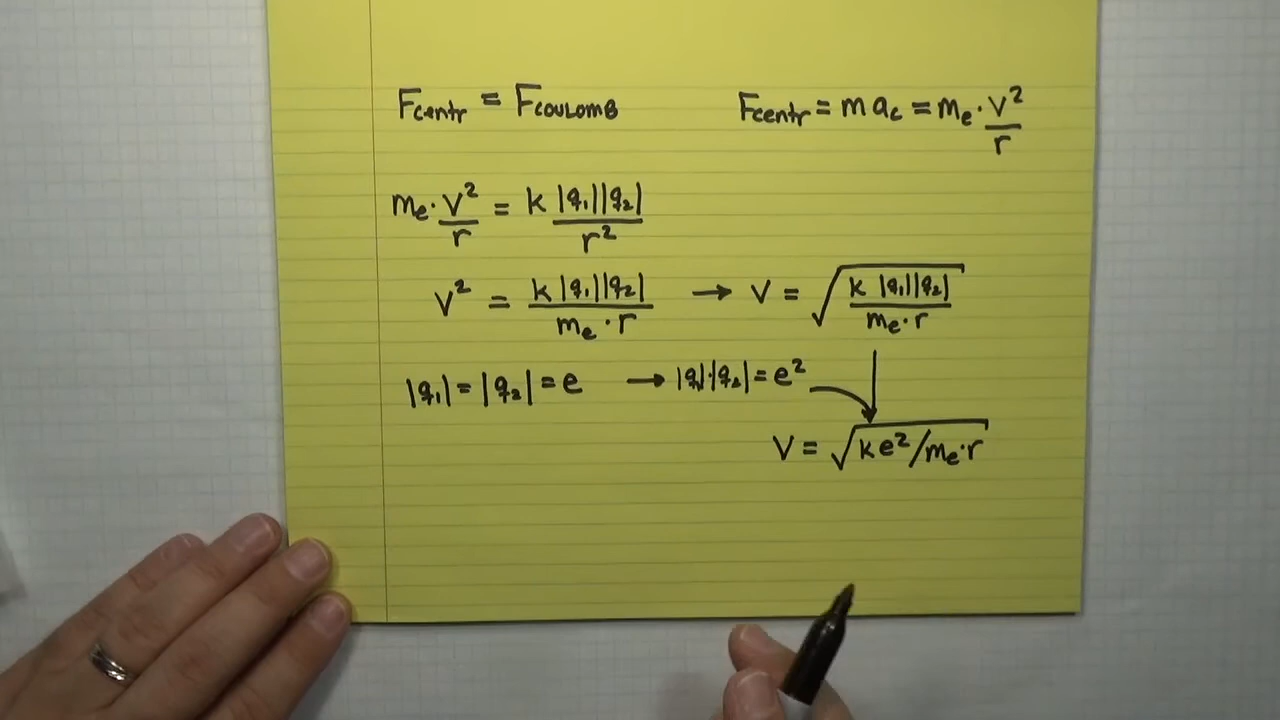 Fcentr = FCOULOMB Fcentr = m ac = me · v²/r
me · v²/r = k |q₁||q₂|/r²
v² = k |q₁||q₂|/me · r → v = √(k |q₁||q₂|/me · r)
|q₁| = |q₂| = e → |q₁|·|q₂| = e²
v = √ke²/me·r